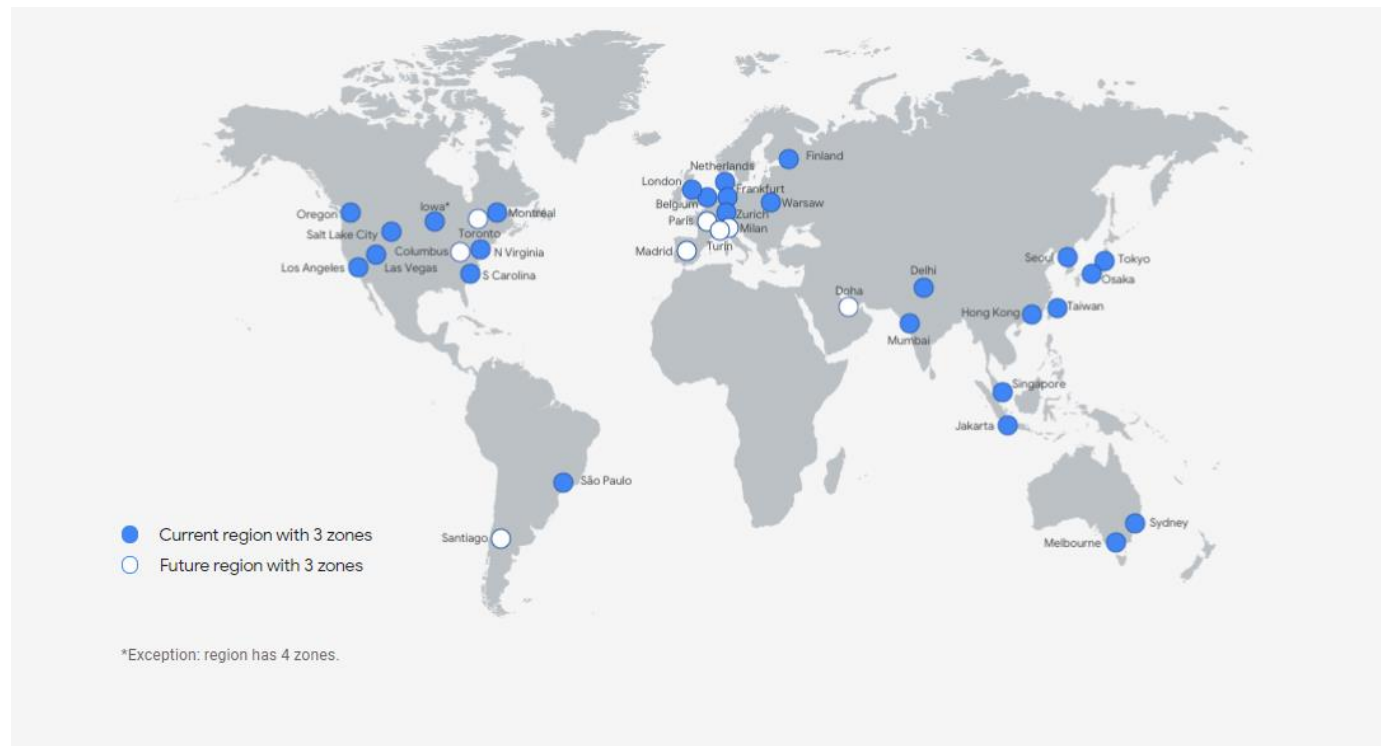 Finland
Netherlands
London
Frankfurt
Belgium
Warsaw
Oregon
Iowa*
Montréal
Paris
Zurich
Salt Lake City
Toronto
Milan
Columbus
N Virginia
Madrid
Turin
Seoul
Tokyo
Los Angeles
Las Vegas
S Carolina
Delhi
Osaka
Doha
Hong Kong
Taiwan
Mumbai
Singapore
Jakarta
São Paulo
Sydney
Current region with 3 zones
Santiago
Melbourne
Future region with 3 zones
*Exception: region has 4 zones.